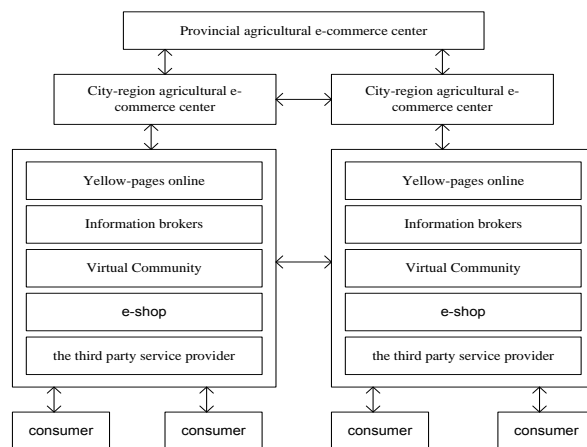 Provincial agricultural e-commerce center
City-region agricultural e-
commerce center
City-region agricultural e-
commerce center
Yellow-pages online
Information brokers
Virtual Community
e-shop
the third party service provider
Yellow-pages online
Information brokers
Virtual Community
e-shop
the third party service provider
consumer
consumer
consumer
consumer